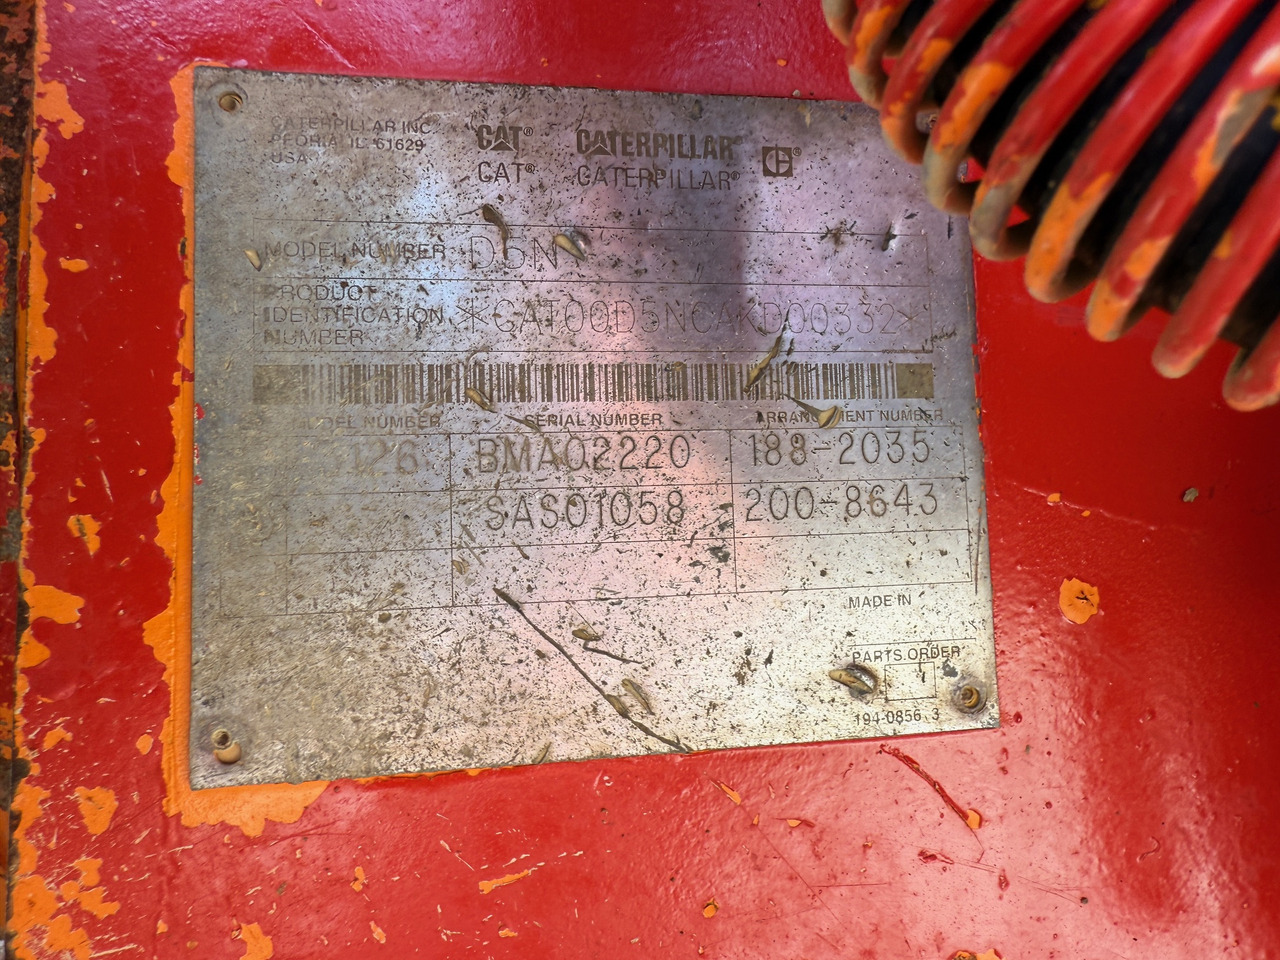 CATERPILLAR INC.
PEORIA IL 61629
USA
CAT® CATERPILLAR
CAT® CATERPILLAR®
MODEL NUMBER D5N
PRODUCT
IDENTIFICATION
NUMBER
*CAT00D5NCAKD00332*
MODEL NUMBER SERIAL NUMBER ARRANGEMENT NUMBER
126 BMA02220 188-2035
SAS01058 200-8643
MADE IN
PARTS ORDER
194-0856 3